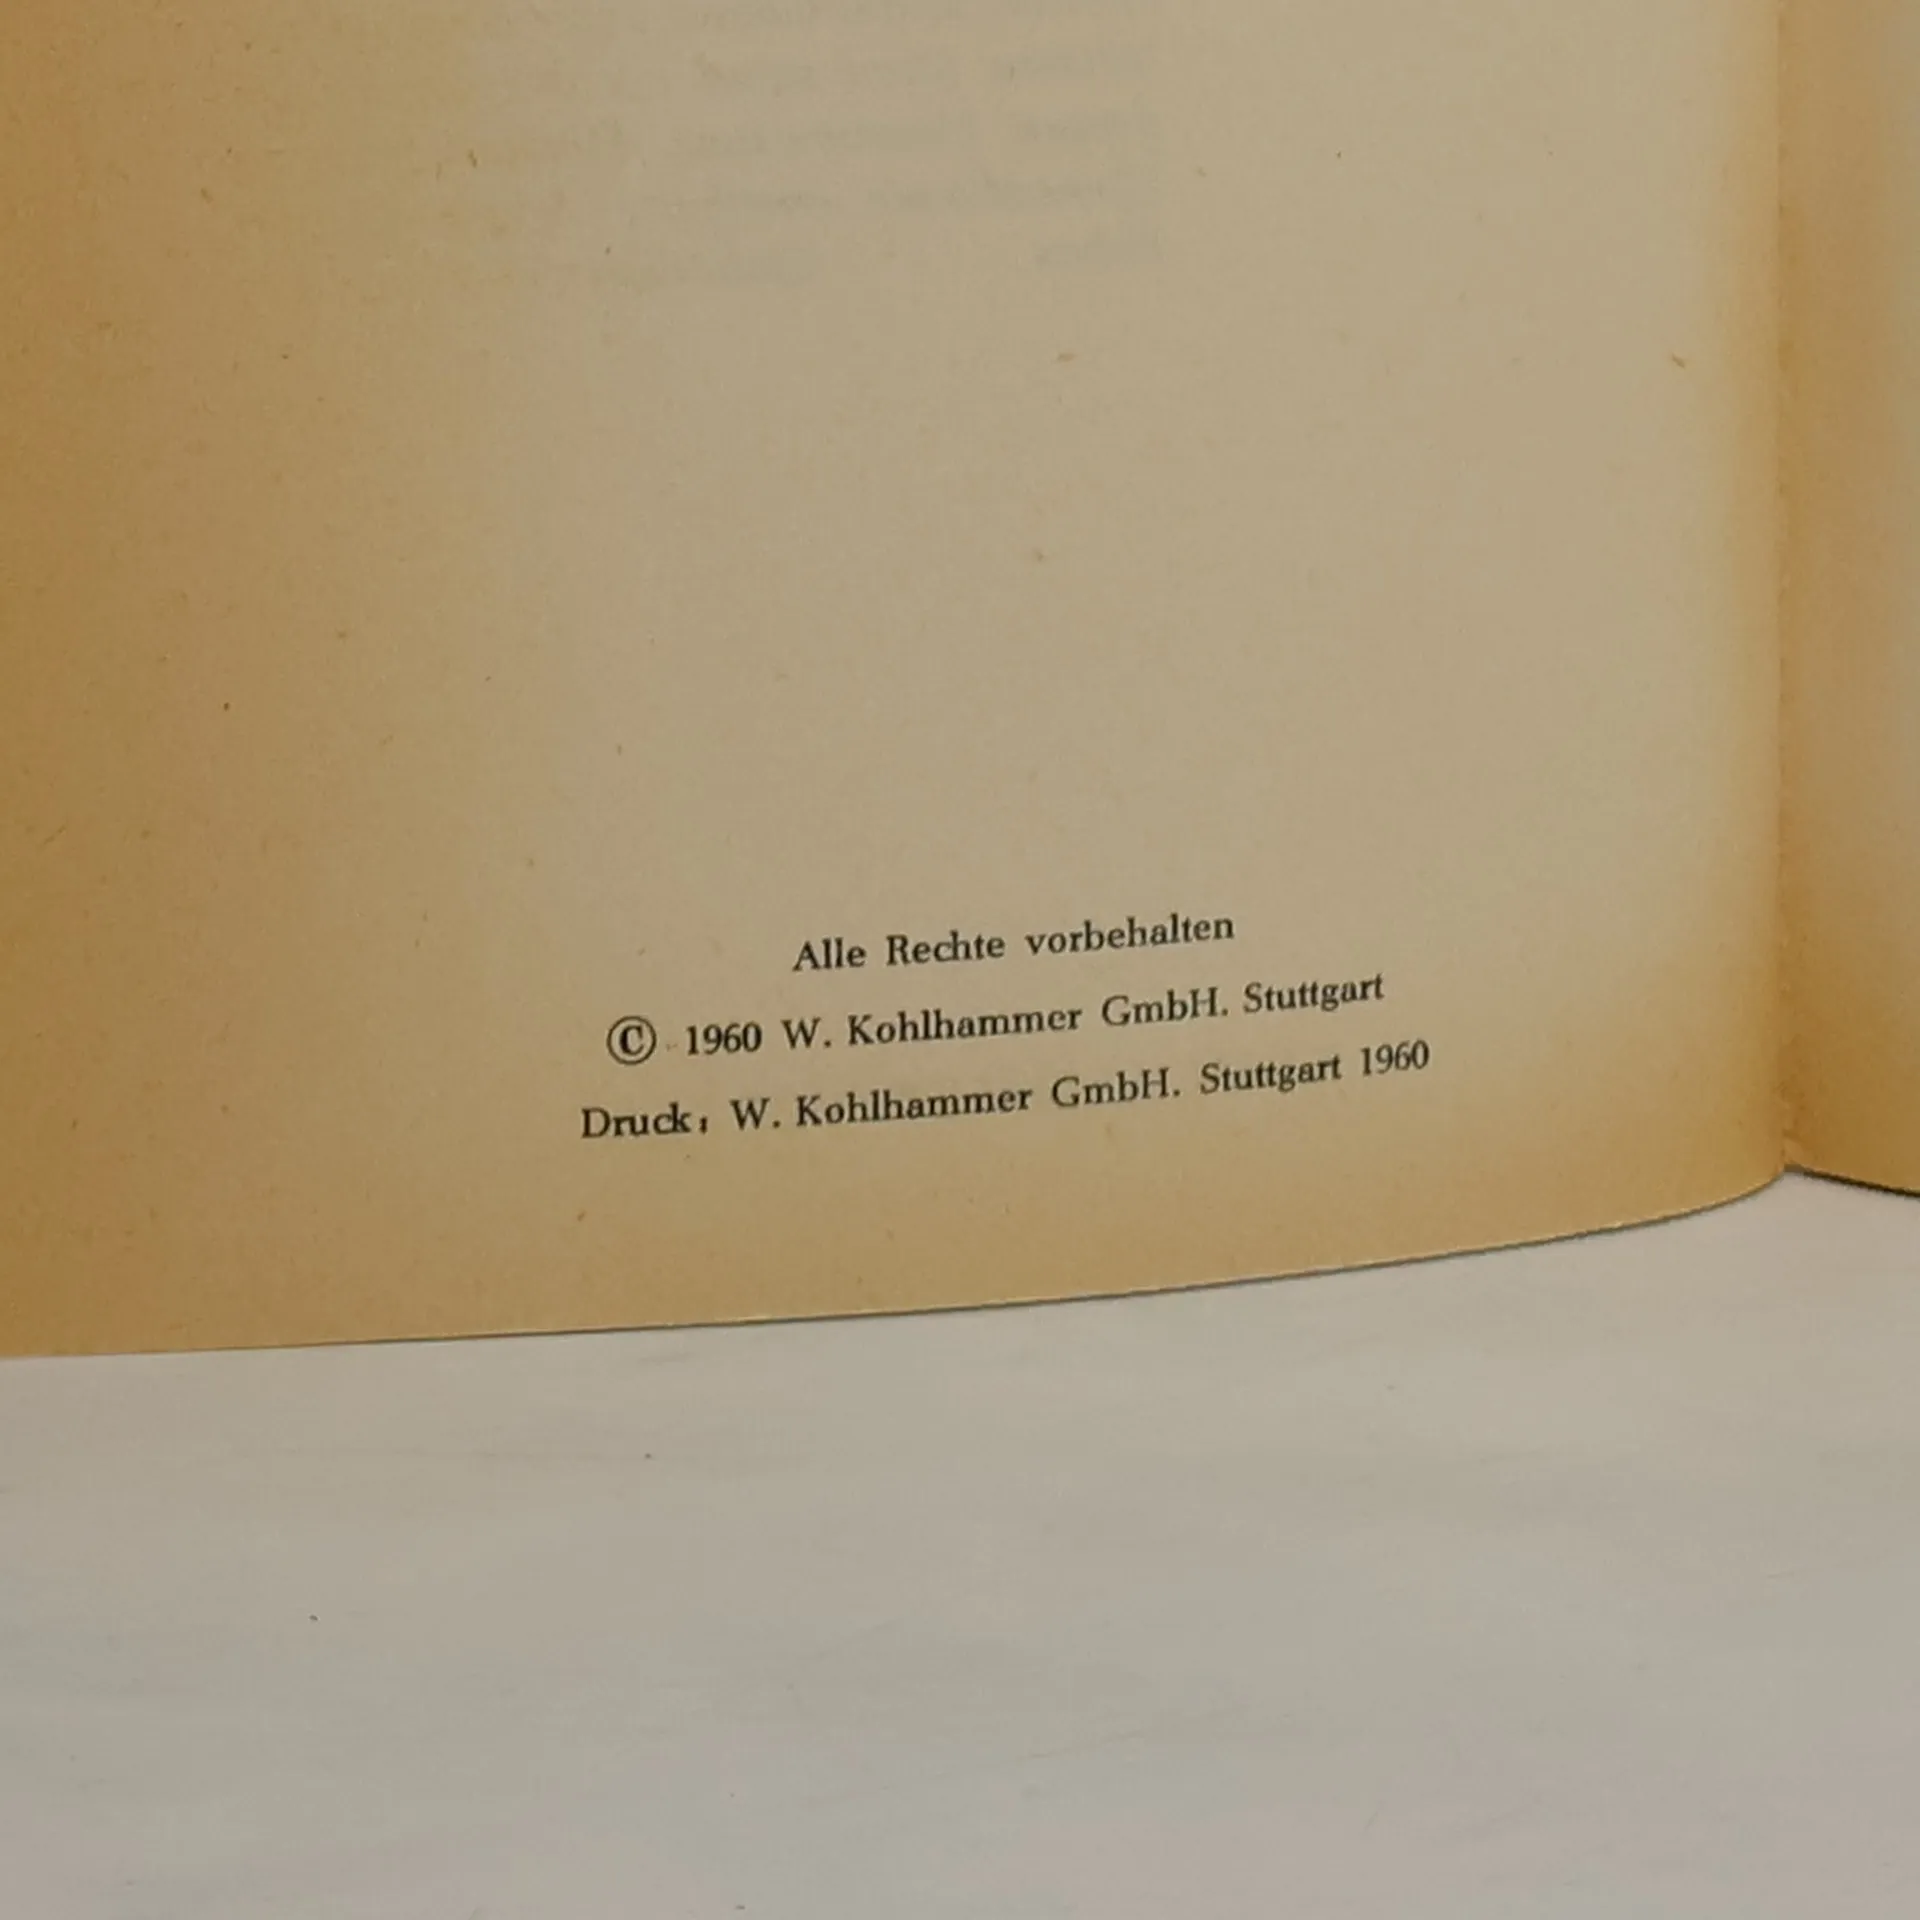 Alle Rechte vorbehalten
© 1960 W. Kohlhammer GmbH. Stuttgart
Druck: W. Kohlhammer GmbH. Stuttgart 1960